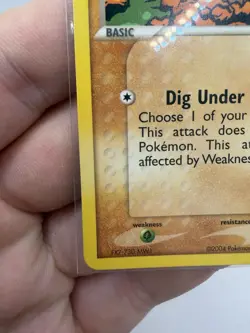 BASIC
Dig Under
Choose 1 of your
This attack does
Pokémon. This at
affected by Weaknes
weakness
resistance
©2004 Pokémon